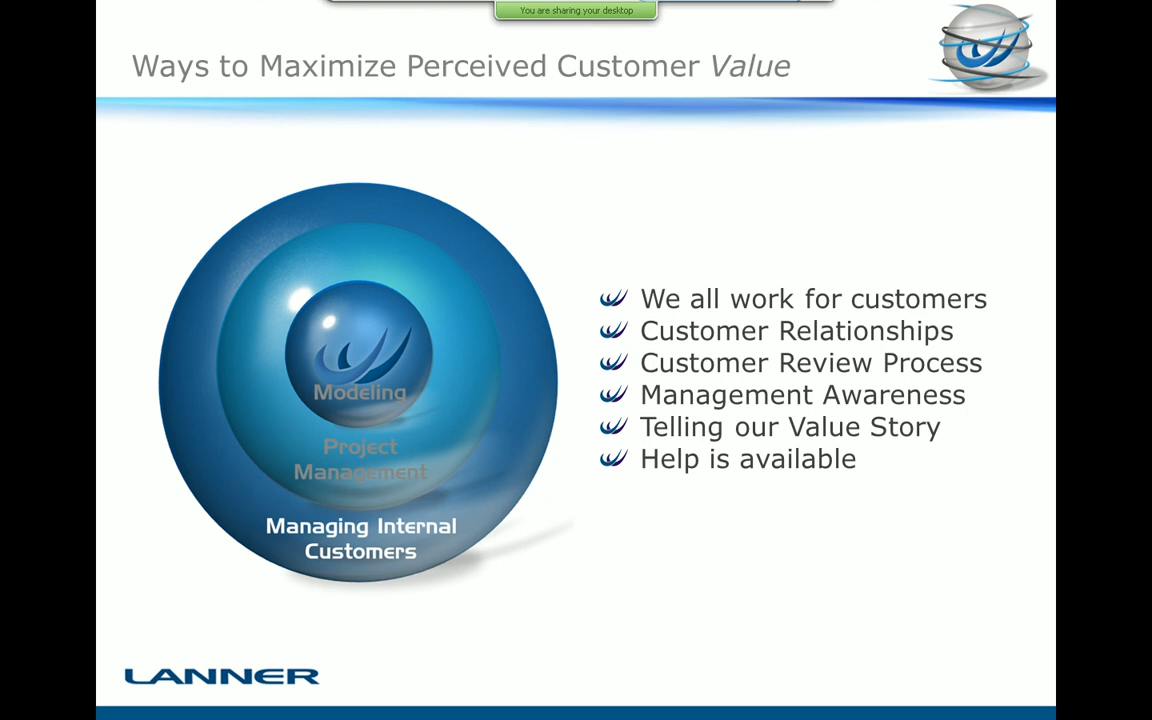 You are sharing your desktop
Ways to Maximize Perceived Customer Value
Modeling
Project
Management
Managing Internal
Customers
We all work for customers
Customer Relationships
Customer Review Process
Management Awareness
Telling our Value Story
Help is available
LANNER